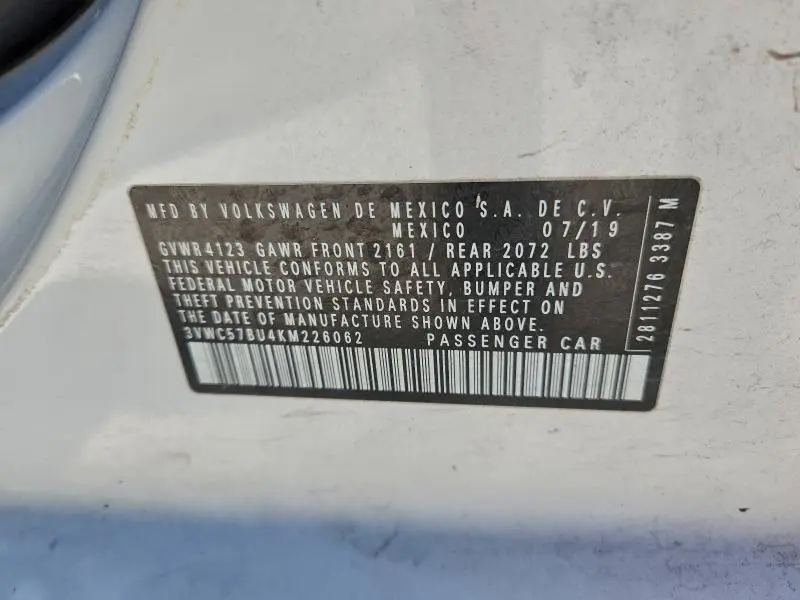 MFD BY VOLKSWAGEN DE MEXICO S.A. DE C.V.
MEXICO 07/19
GVWR 4123 GAWR FRONT 2161 / REAR 2072 LBS
THIS VEHICLE CONFORMS TO ALL APPLICABLE U.S.
FEDERAL MOTOR VEHICLE SAFETY, BUMPER AND
THEFT PREVENTION STANDARDS IN EFFECT ON
THE DATE OF MANUFACTURE SHOWN ABOVE.
3VWC57BU4KM226062 PASSENGER CAR
2811276 3387 M